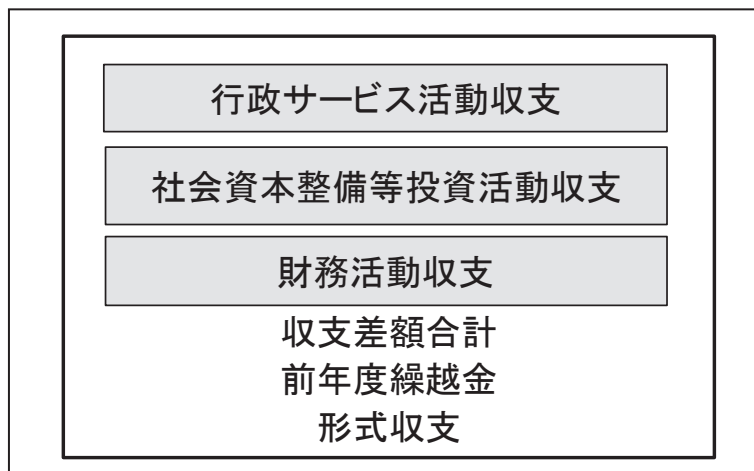 行政サービス活動収支
社会資本整備等投資活動収支
財務活動収支
収支差額合計
前年度繰越金
形式収支